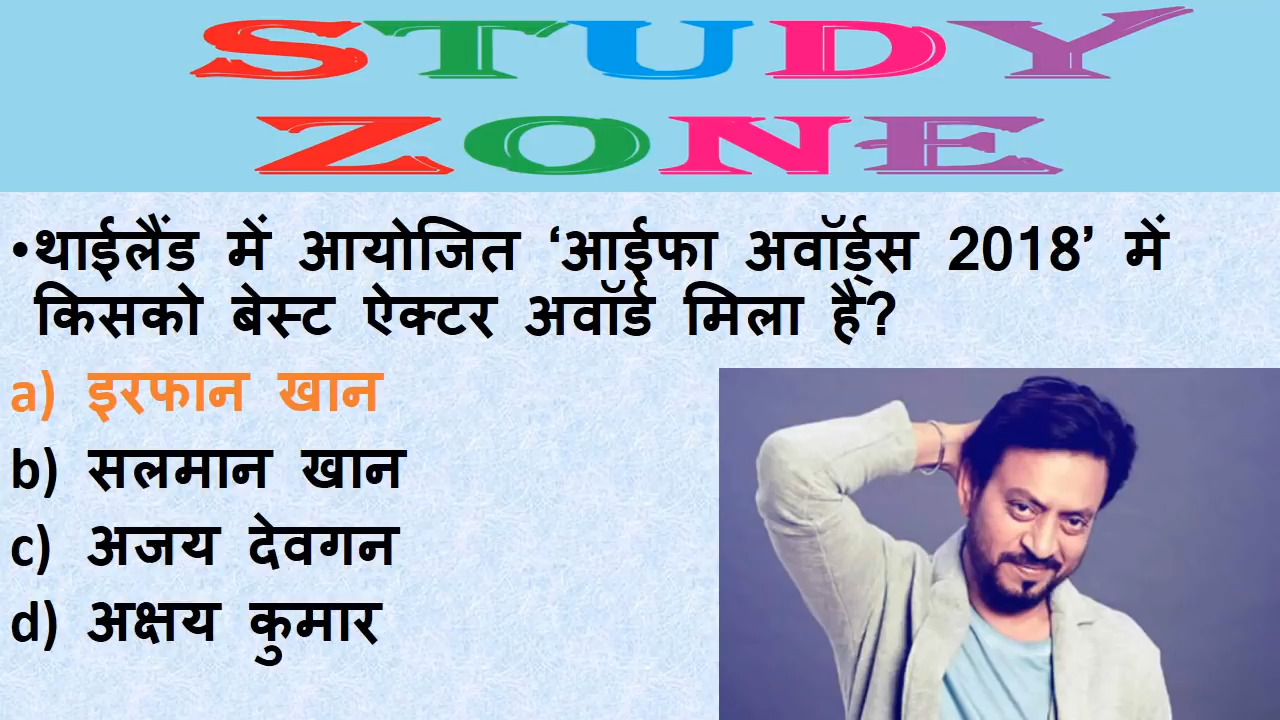 STUDY
ZONE
•थाईलैंड में आयोजित ‘आईफा अवॉर्ड्स 2018’ में
किसको बेस्ट ऐक्टर अवॉर्ड मिला है?
a) इरफान खान
b) सलमान खान
c) अजय देवगन
d) अक्षय कुमार